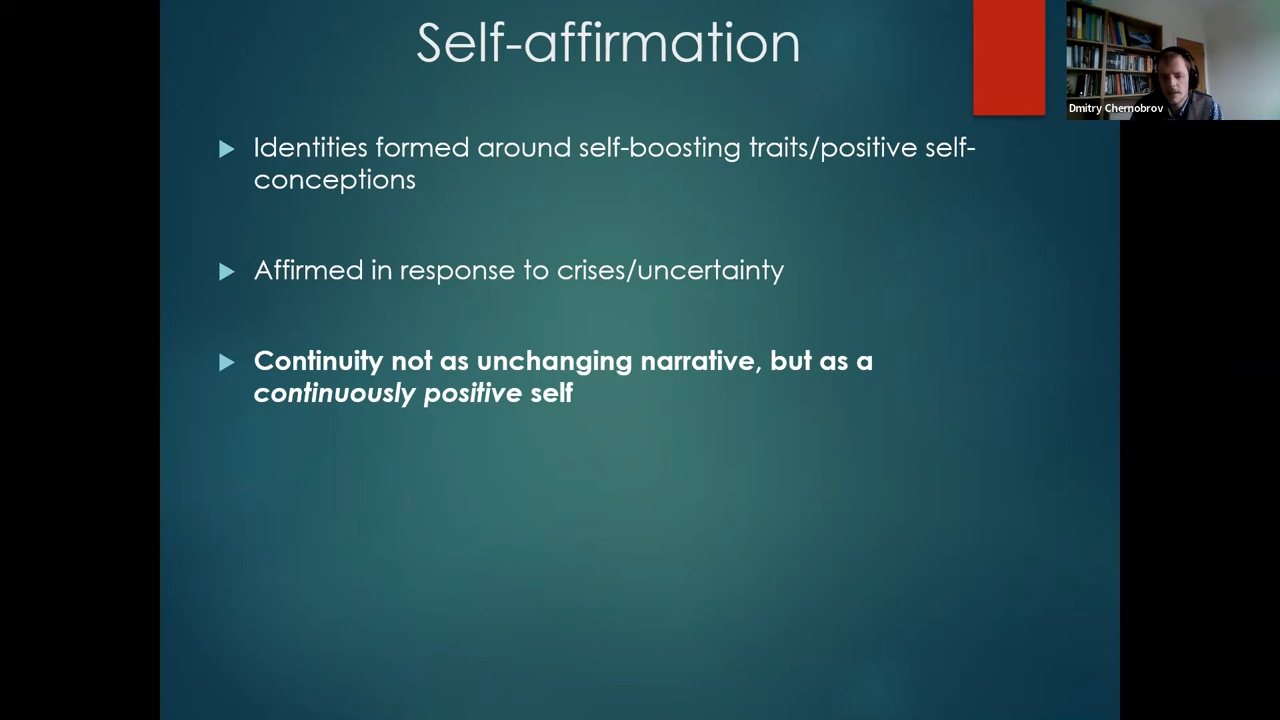 Self-affirmation
Dmitry Chernobrov
Identities formed around self-boosting traits/positive self-
conceptions
Affirmed in response to crises/uncertainty
Continuity not as unchanging narrative, but as a
continuously positive self